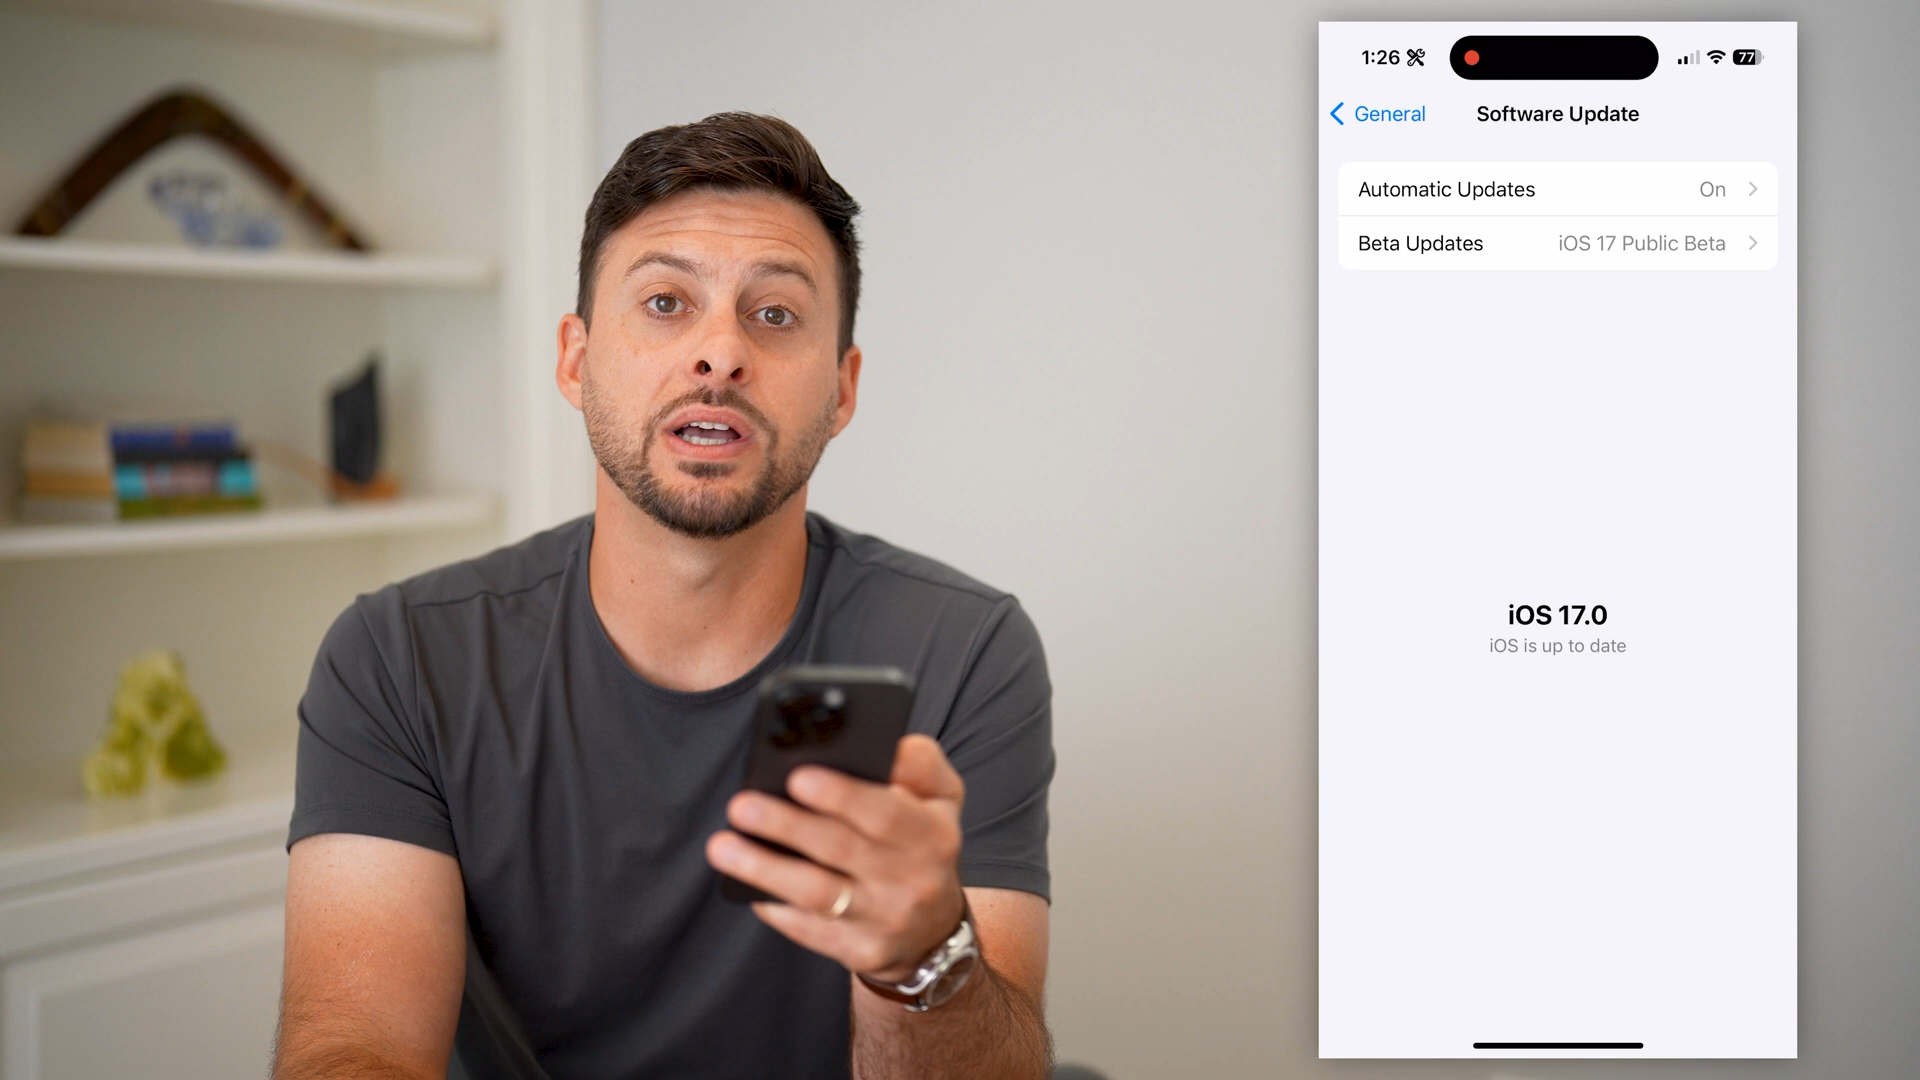 1:26
77
General
Software Update
Automatic Updates On
Beta Updates iOS 17 Public Beta
iOS 17.0
iOS is up to date